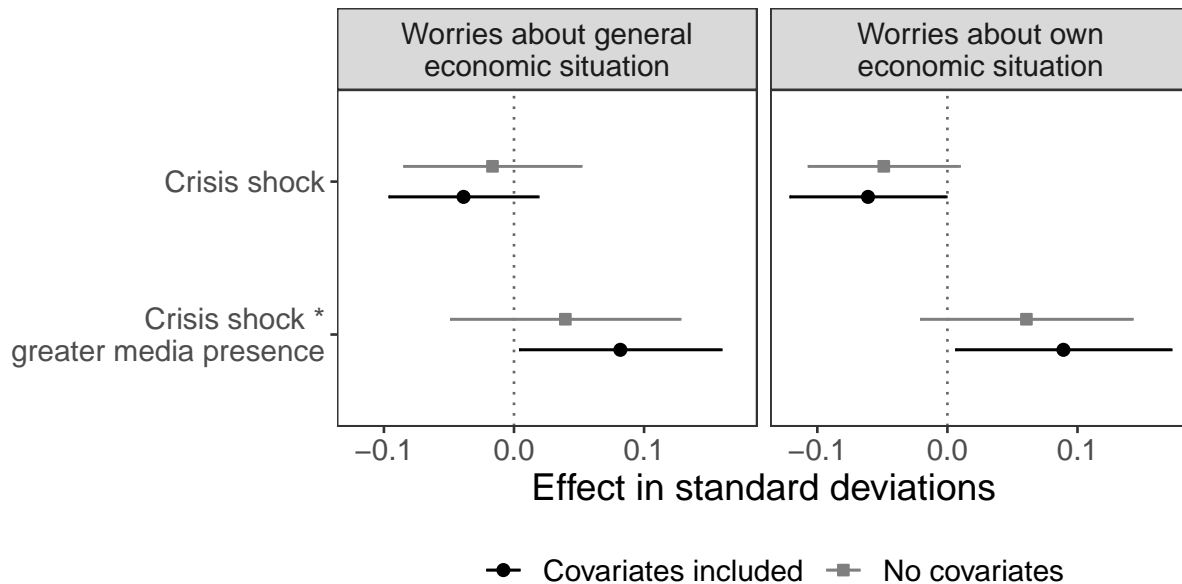 Worries about general
economic situation
Worries about own
economic situation
Crisis shock
Crisis shock *
greater media presence
−0.1 0.0 0.1 −0.1 0.0 0.1
Effect in standard deviations
Covariates included No covariates